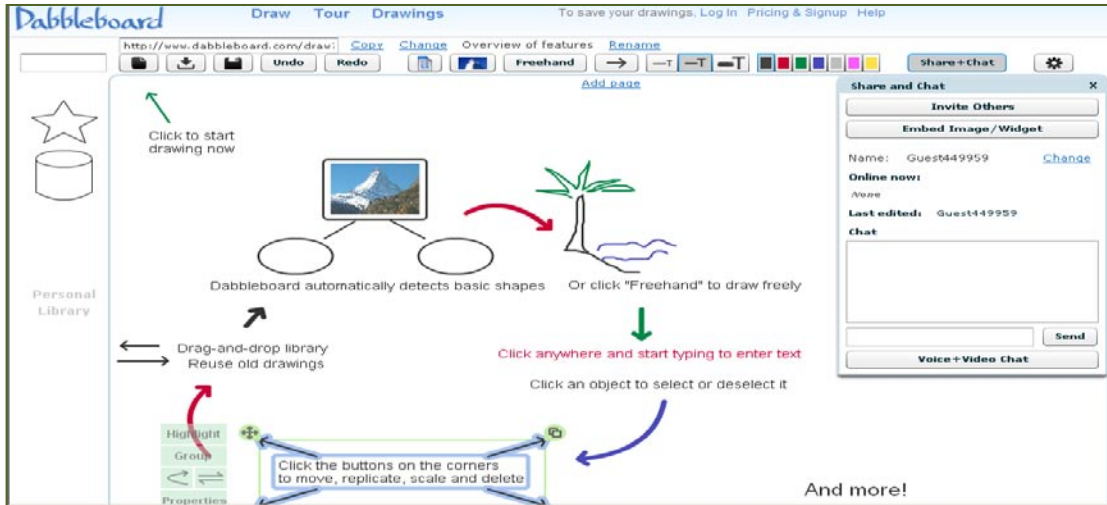 Dabbleboard
Draw Tour Drawings
To save your drawings, Log In Pricing & Signup Help
http://www.dabbleboard.com/draw? Copy Change Overview of features Rename
Undo Redo Freehand T T T Share+Chat
Add page
Click to start
drawing now
Personal
Library
Dabbleboard automatically detects basic shapes
Or click "Freehand" to draw freely
Drag-and-drop library
Reuse old drawings
Click anywhere and start typing to enter text
Click an object to select or deselect it
Highlight
Group
Properties
Click the buttons on the corners
to move, replicate, scale and delete
And more!
Share and Chat x
Invite Others
Embed Image/Widget
Name: Guest449959 Change
Online now:
None
Last edited: Guest449959
Chat
Send
Voice+Video Chat